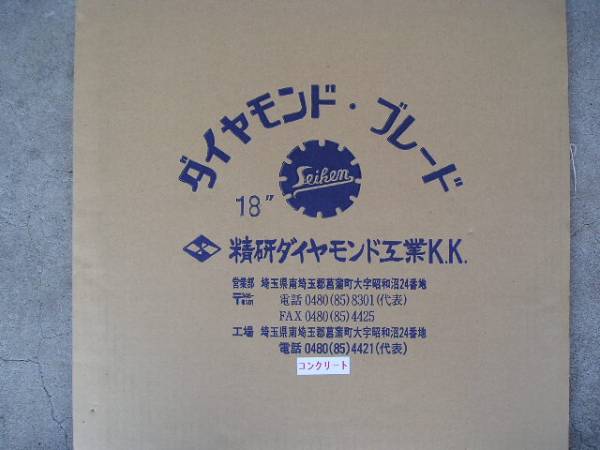 ダイヤモンド・ブレード
Seiken
18"
精研ダイヤモンド工業K.K.
営業部 埼玉県南埼玉郡菖蒲町大字昭和沼24番地
電話 0480(85)8301(代表)
FAX 0480(85)4425
工場 埼玉県南埼玉郡菖蒲町大字昭和沼24番地
電話 0480(85)4421(代表)
コンクリート